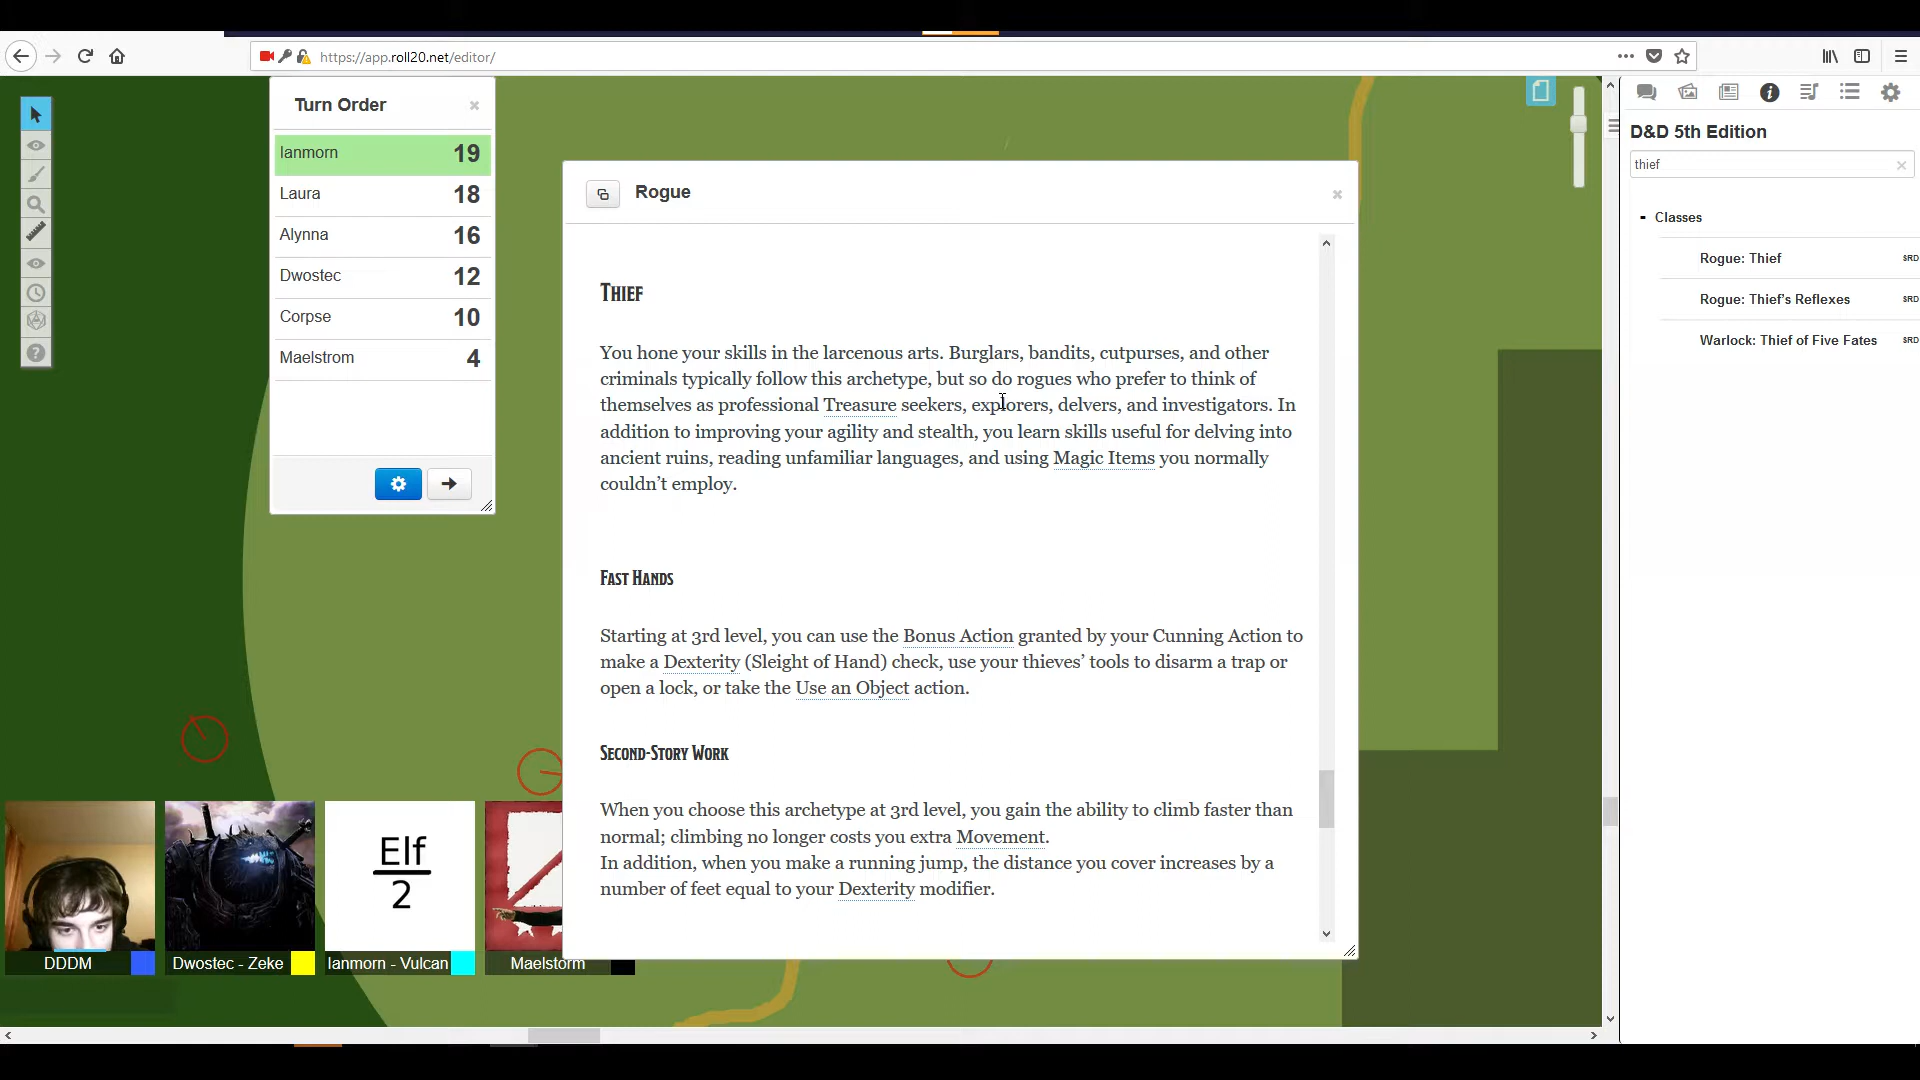 https://app.roll20.net/editor/
Turn Order
Ianmorn 19
Laura 18
Alynna 16
Dwostec 12
Corpse 10
Maelstrom 4
Rogue
Thief
You hone your skills in the larcenous arts. Burglars, bandits, cutpurses, and other
criminals typically follow this archetype, but so do rogues who prefer to think of
themselves as professional Treasure seekers, explorers, delvers, and investigators. In
addition to improving your agility and stealth, you learn skills useful for delving into
ancient ruins, reading unfamiliar languages, and using Magic Items you normally
couldn't employ.
Fast Hands
Starting at 3rd level, you can use the Bonus Action granted by your Cunning Action to
make a Dexterity (Sleight of Hand) check, use your thieves' tools to disarm a trap or
open a lock, or take the Use an Object action.
Second-Story Work
When you choose this archetype at 3rd level, you gain the ability to climb faster than
normal; climbing no longer costs you extra Movement.
In addition, when you make a running jump, the distance you cover increases by a
number of feet equal to your Dexterity modifier.
D&D 5th Edition
thief
Classes
Rogue: Thief SRD
Rogue: Thief's Reflexes SRD
Warlock: Thief of Five Fates SRD
Elf
2
DDDM
Dwostec - Zeke
Ianmorn - Vulcan
Maelstorm